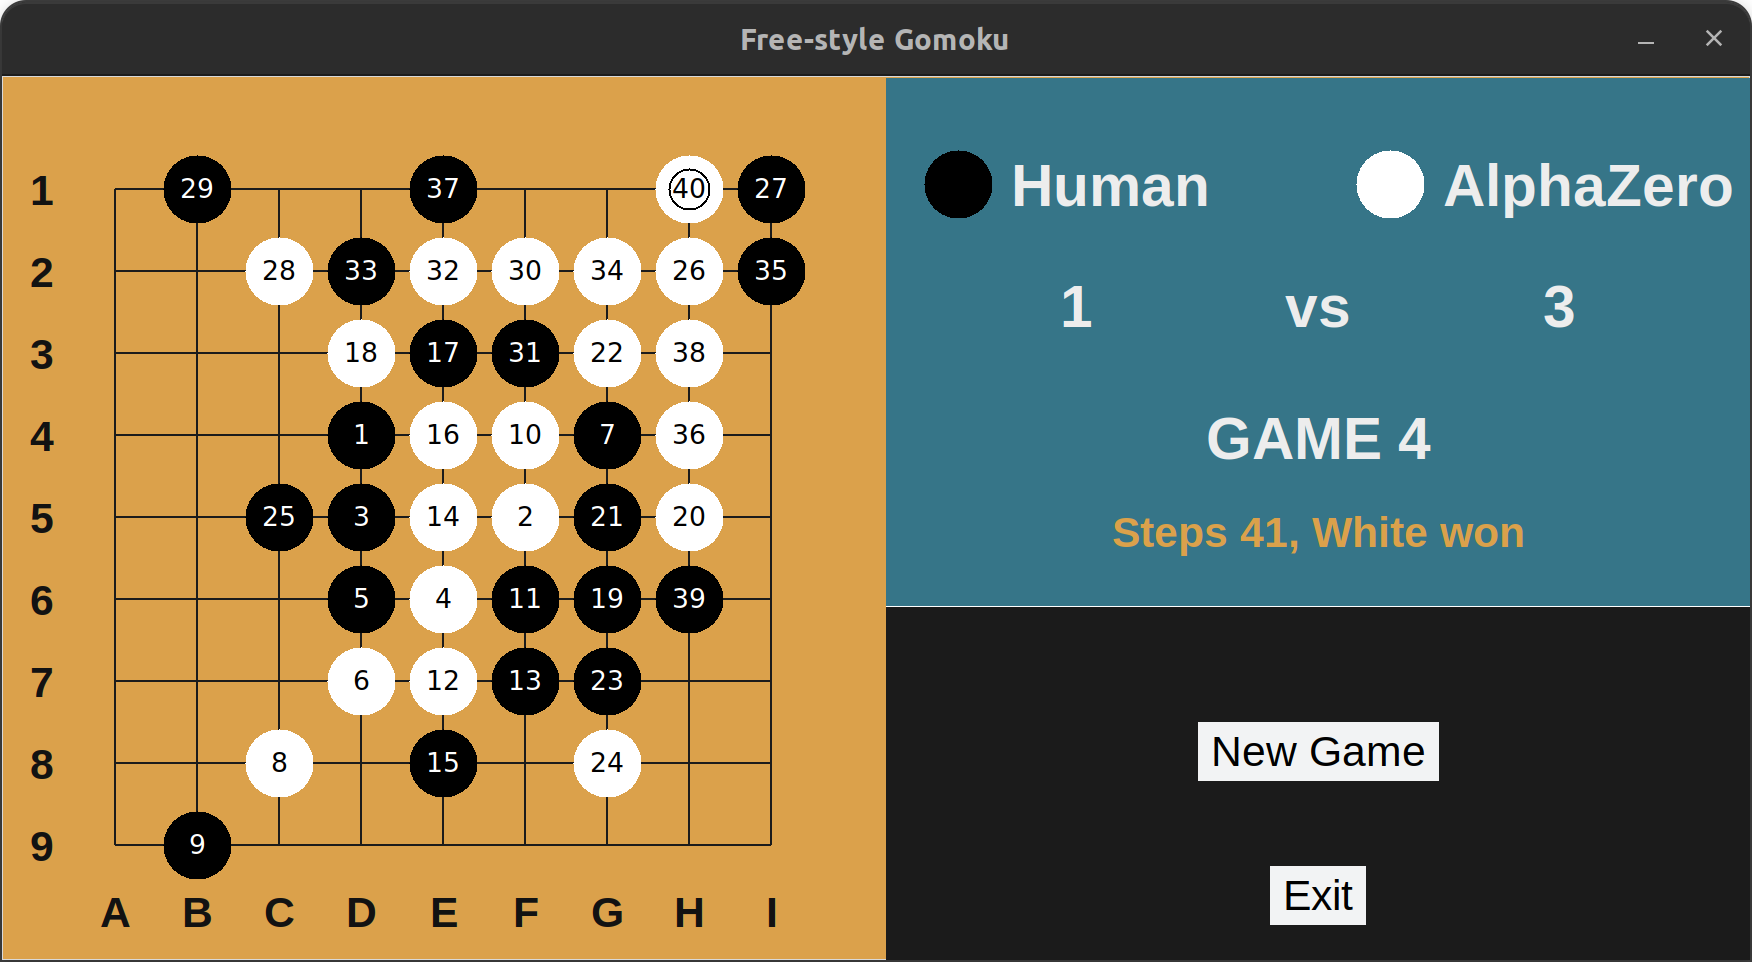 Free-style Gomoku
1 29 37 40 27
2 28 33 32 30 34 26 35
3 18 17 31 22 38
4 1 16 10 7 36
5 25 3 14 2 21 20
6 5 4 11 19 39
7 6 12 13 23
8 8 15 24
9 9
A B C D E F G H I
Human AlphaZero
1 vs 3
GAME 4
Steps 41, White won
New Game
Exit